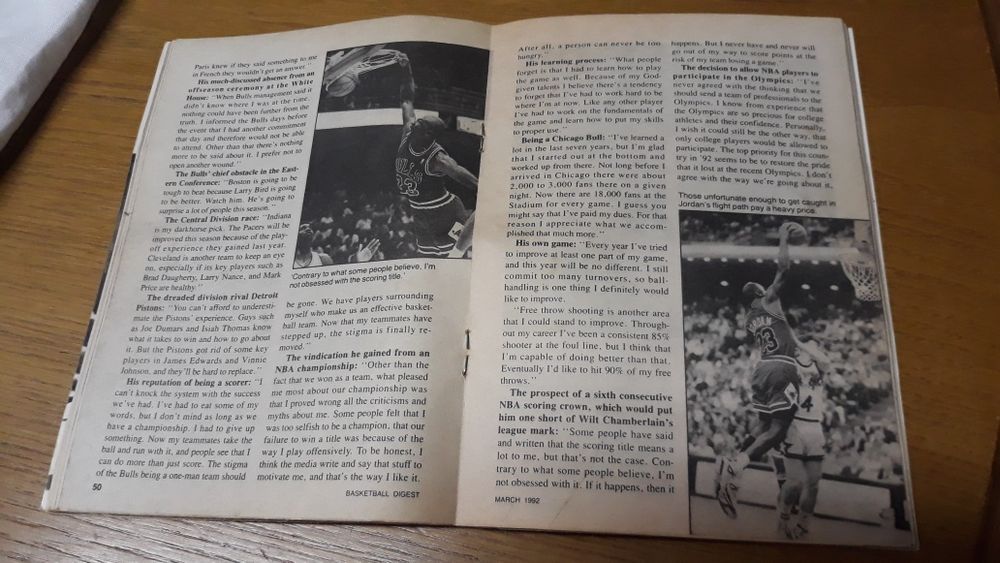 Paris knew if they said something to me
in French they wouldn't get an answer."
His much-discussed absence from an
offseason ceremony at the White
House: "When Bulls management said it
didn't know where I was at the time,
nothing could have been further from the
truth. I informed the Bulls days before
the event that I had another commitment
that day and therefore would not be able
to attend. Other than that there's nothing
more to be said about it. I prefer not to
open another wound."
The Bulls' chief obstacle in the East-
ern Conference: "Boston is going to be
tough to beat because Larry Bird is going
to be better. Watch him. He's going to
surprise a lot of people this season."
The Central Division race: "Indiana
is my darkhorse pick. The Pacers will be
improved this season because of the play-
off experience they gained last year.
Cleveland is another team to keep an eye
on, especially if its key players such as
Brad Daugherty, Larry Nance, and Mark
Price are healthy."
The dreaded division rival Detroit
Pistons: "You can't afford to underesti-
mate the Pistons' experience. Guys such
as Joe Dumars and Isiah Thomas know
what it takes to win and how to go about
it. But the Pistons got rid of some key
players in James Edwards and Vinnie
Johnson, and they'll be hard to replace."
His reputation of being a scorer: "I
can't knock the system with the success
we've had. I've had to eat some of my
words, but I don't mind as long as we
have a championship. I had to give up
something. Now my teammates take the
ball and run with it, and people see that I
can do more than just score. The stigma
of the Bulls being a one-man team should
50
BULLS
23
'Contrary to what some people believe, I'm
not obsessed with the scoring title.'
be gone. We have players surrounding
myself who make us an effective basket-
ball team. Now that my teammates have
stepped up, the stigma is finally re-
moved."
The vindication he gained from an
NBA championship: "Other than the
fact that we won as a team, what pleased
me most about our championship was
that I proved wrong all the criticisms and
myths about me. Some people felt that I
was too selfish to be a champion, that our
failure to win a title was because of the
way I play offensively. To be honest, I
think the media write and say that stuff to
motivate me, and that's the way I like it.
BASKETBALL DIGEST
After all, a person can never be too
hungry."
His learning process: "What people
forget is that I had to learn how to play
the game as well. Because of my God-
given talents I believe there's a tendency
to forget that I've had to work hard to be
where I'm at now. Like any other player
I've had to work on the fundamentals of
the game and learn how to put my skills
to proper use."
Being a Chicago Bull: "I've learned a
lot in the last seven years, but I'm glad
that I started out at the bottom and
worked up from there. Not long before I
arrived in Chicago there were about
2,000 to 3,000 fans there on a given
night. Now there are 18,000 fans at the
Stadium for every game. I guess you
might say that I've paid my dues. For that
reason I appreciate what we accom-
plished that much more."
His own game: "Every year I've tried
to improve at least one part of my game,
and this year will be no different. I still
commit too many turnovers, so ball-
handling is one thing I definitely would
like to improve.
"Free throw shooting is another area
that I could stand to improve. Through-
out my career I've been a consistent 85%
shooter at the foul line, but I think that
I'm capable of doing better than that.
Eventually I'd like to hit 90% of my free
throws."
The prospect of a sixth consecutive
NBA scoring crown, which would put
him one short of Wilt Chamberlain's
league mark: "Some people have said
and written that the scoring title means a
lot to me, but that's not the case. Con-
trary to what some people believe, I'm
not obsessed with it. If it happens, then it
MARCH 1992
happens. But I never have and never will
go out of my way to score points at the
risk of my team losing a game."
The decision to allow NBA players to
participate in the Olympics: "I've
never agreed with the thinking that we
should send a team of professionals to the
Olympics. I know from experience that
the Olympics are so precious for college
athletes and their confidence. Personally,
I wish it could still be the other way, that
only college players would be allowed to
participate. The top priority for this coun-
try in '92 seems to be to restore the pride
that it lost at the recent Olympics. I don't
agree with the way we're going about it,
Those unfortunate enough to get caught in
Jordan's flight path pay a heavy price.
JORDAN
23
4